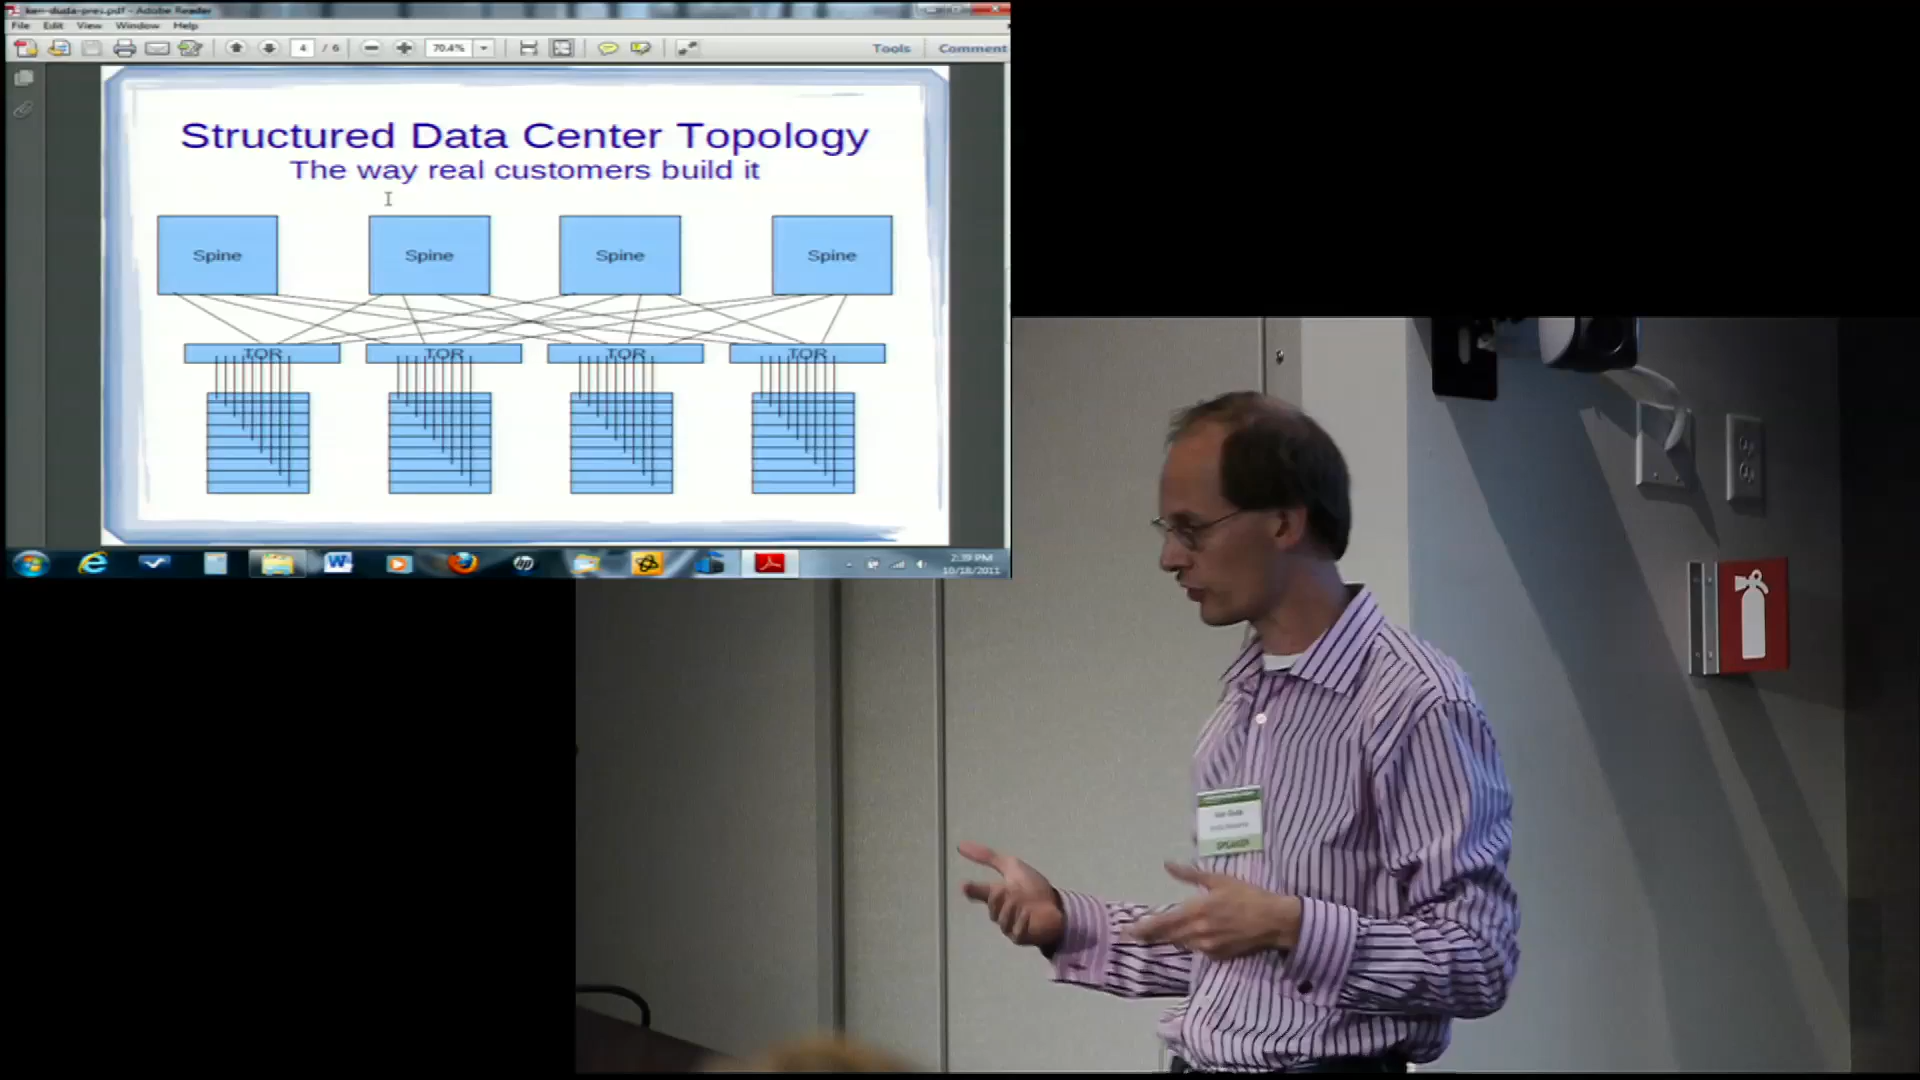 ken-duda-pres.pdf - Adobe Reader
File Edit View Window Help
4 / 6 70.4% Tools Comment
Structured Data Center Topology
The way real customers build it
Spine Spine Spine Spine
TOR TOR TOR TOR
2:39 PM
10/18/2011
SPEAKER